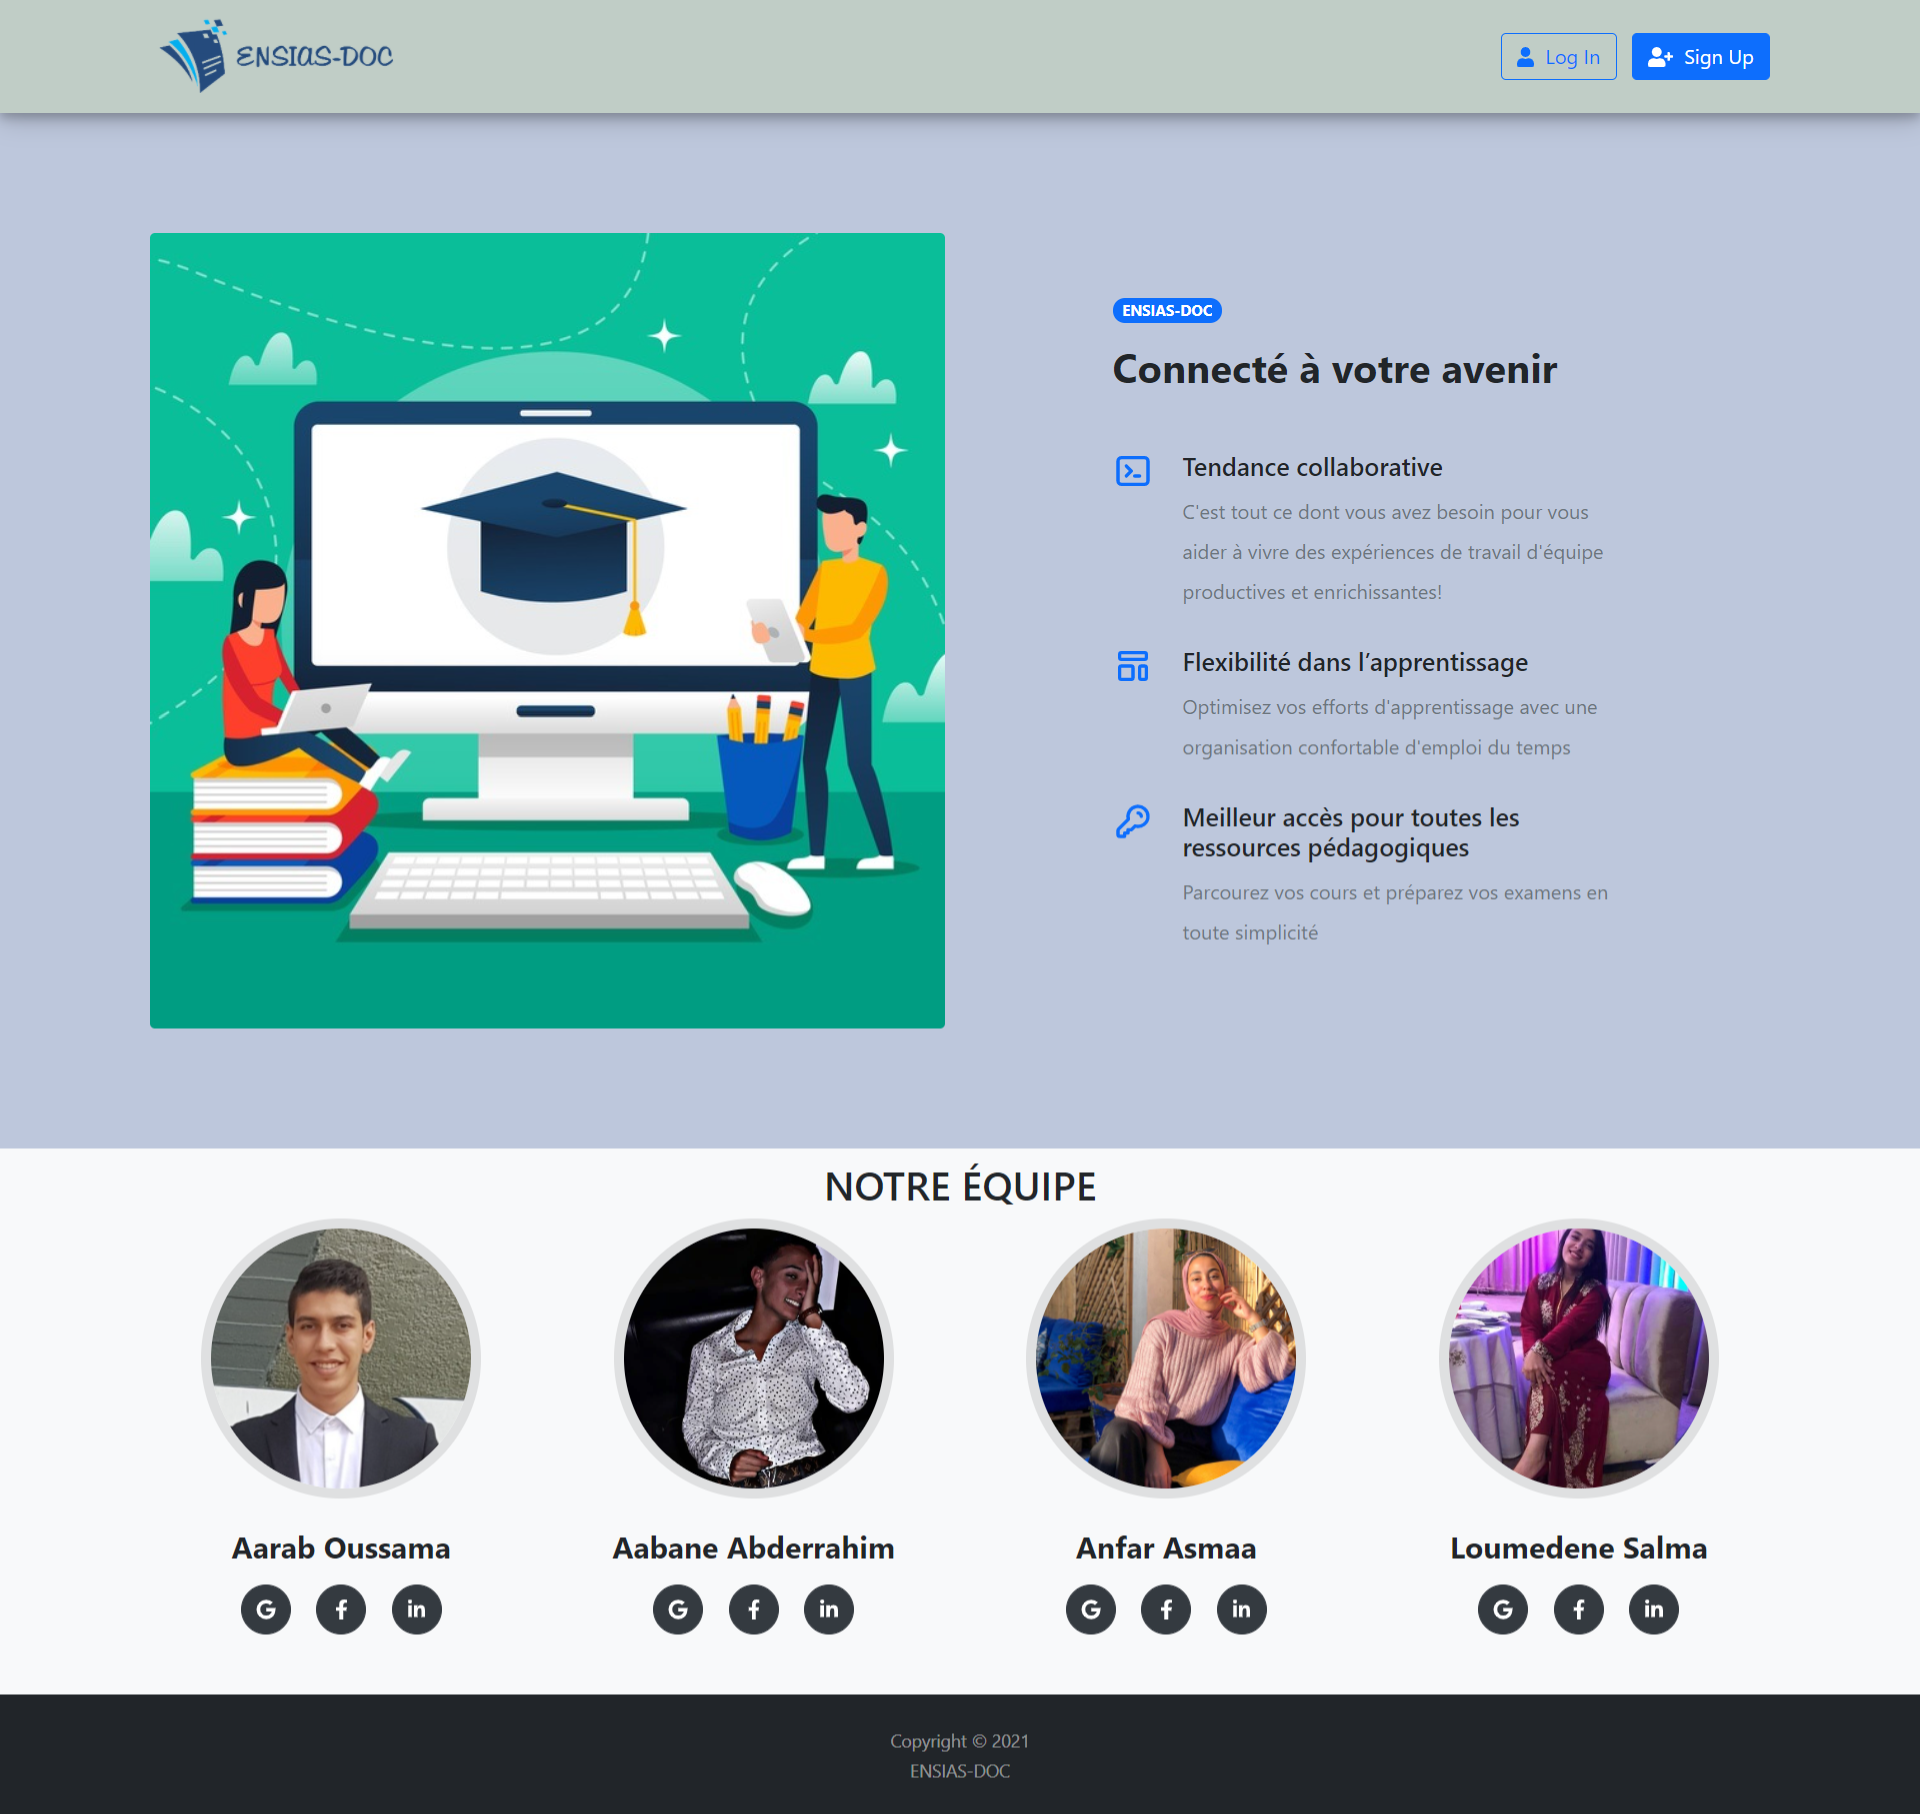 ENSIAS-DOC
Log In
Sign Up
ENSIAS-DOC
Connecté à votre avenir
Tendance collaborative
C'est tout ce dont vous avez besoin pour vous
aider à vivre des expériences de travail d'équipe
productives et enrichissantes!
Flexibilité dans l’apprentissage
Optimisez vos efforts d'apprentissage avec une
organisation confortable d'emploi du temps
Meilleur accès pour toutes les
ressources pédagogiques
Parcourez vos cours et préparez vos examens en
toute simplicité
NOTRE ÉQUIPE
Aarab Oussama
Aabane Abderrahim
Anfar Asmaa
Loumedene Salma
Copyright © 2021
ENSIAS-DOC